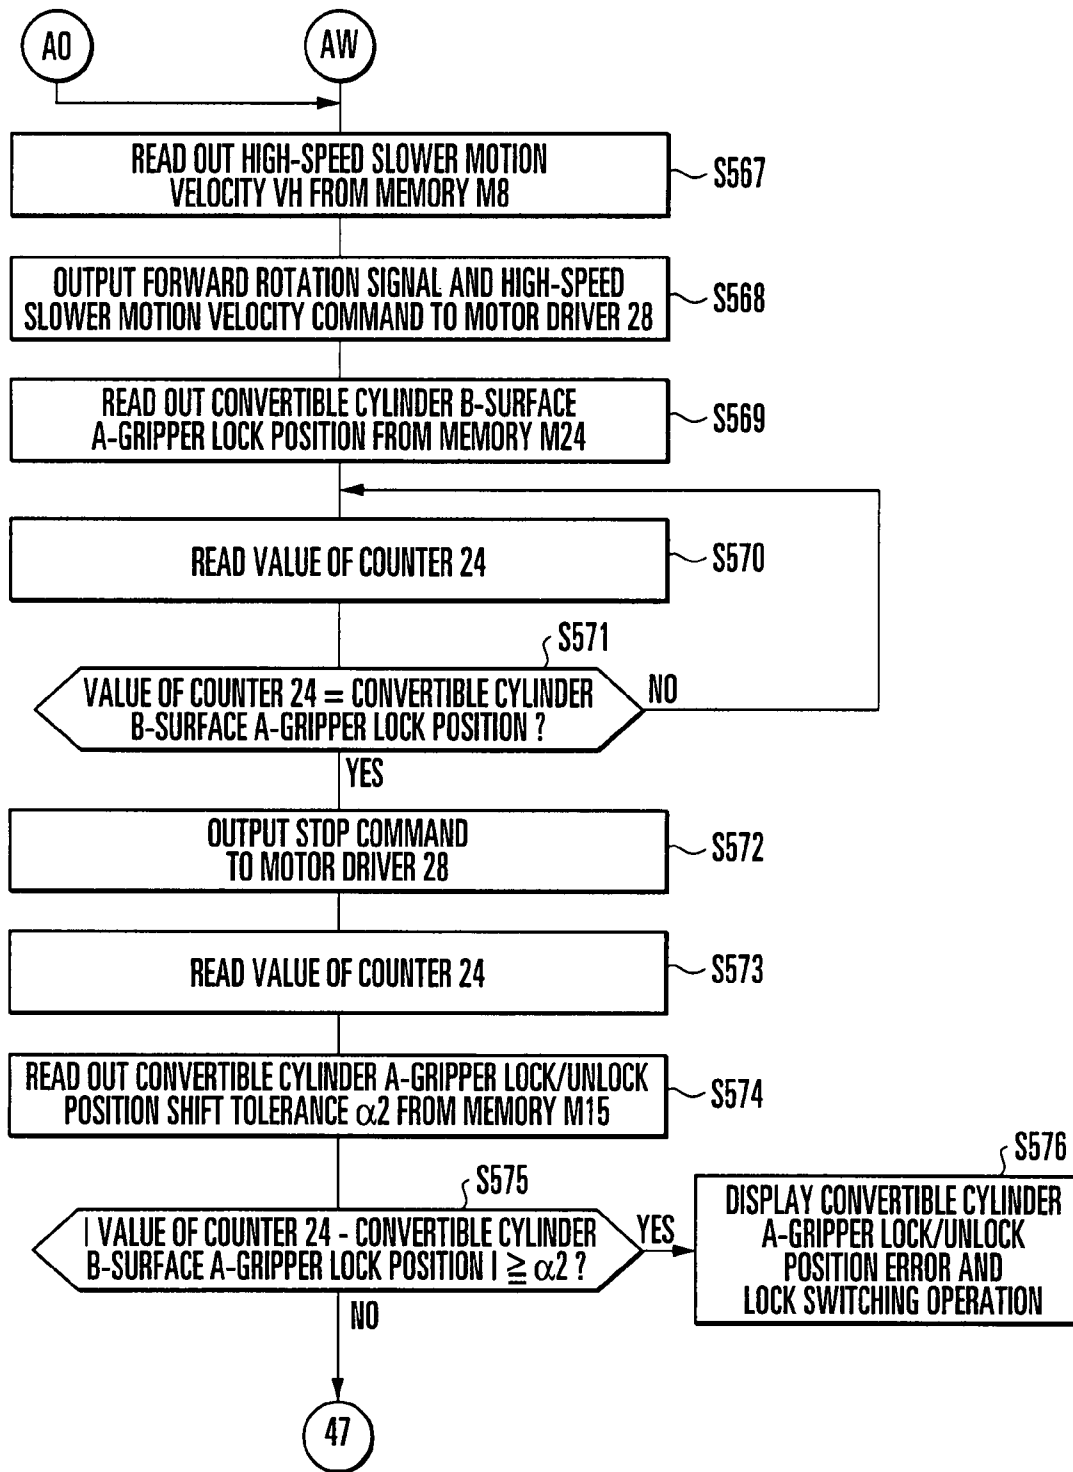 AO
AW
READ OUT HIGH-SPEED SLOWER MOTION
VELOCITY VH FROM MEMORY M8
S567
OUTPUT FORWARD ROTATION SIGNAL AND HIGH-SPEED
SLOWER MOTION VELOCITY COMMAND TO MOTOR DRIVER 28
S568
READ OUT CONVERTIBLE CYLINDER B-SURFACE
A-GRIPPER LOCK POSITION FROM MEMORY M24
S569
READ VALUE OF COUNTER 24
S570
S571
VALUE OF COUNTER 24 = CONVERTIBLE CYLINDER
B-SURFACE A-GRIPPER LOCK POSITION ?
NO
YES
OUTPUT STOP COMMAND
TO MOTOR DRIVER 28
S572
READ VALUE OF COUNTER 24
S573
READ OUT CONVERTIBLE CYLINDER A-GRIPPER LOCK/UNLOCK
POSITION SHIFT TOLERANCE α2 FROM MEMORY M15
S574
S575
| VALUE OF COUNTER 24 - CONVERTIBLE CYLINDER
B-SURFACE A-GRIPPER LOCK POSITION | ≧ α2 ?
YES
NO
S576
DISPLAY CONVERTIBLE CYLINDER
A-GRIPPER LOCK/UNLOCK
POSITION ERROR AND
LOCK SWITCHING OPERATION
47